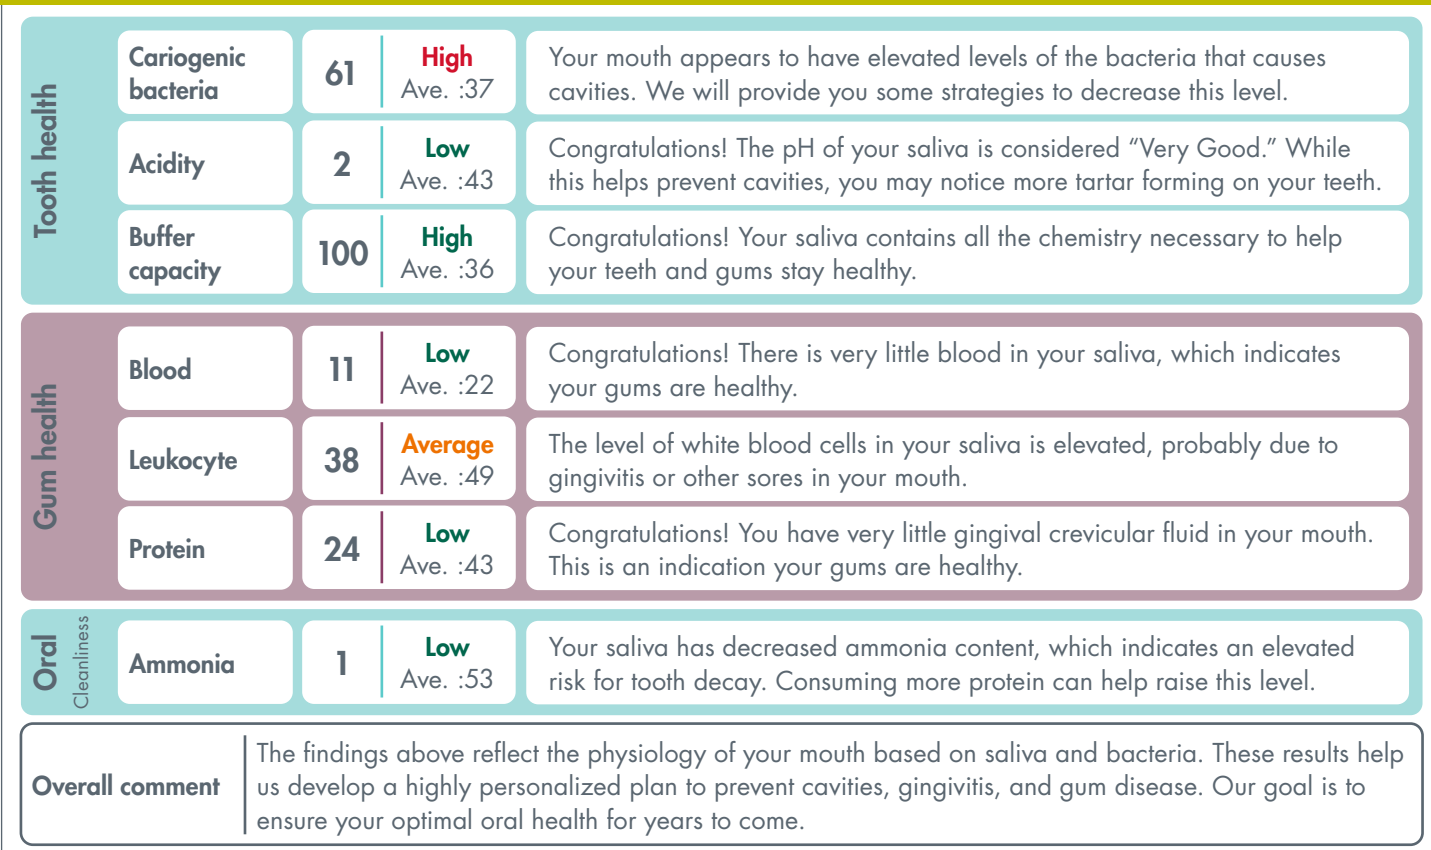 Tooth health
Cariogenic
bacteria
61
High
Ave. :37
Your mouth appears to have elevated levels of the bacteria that causes
cavities. We will provide you some strategies to decrease this level.
Acidity
2
Low
Ave. :43
Congratulations! The pH of your saliva is considered “Very Good.” While
this helps prevent cavities, you may notice more tartar forming on your teeth.
Buffer
capacity
100
High
Ave. :36
Congratulations! Your saliva contains all the chemistry necessary to help
your teeth and gums stay healthy.
Gum health
Blood
11
Low
Ave. :22
Congratulations! There is very little blood in your saliva, which indicates
your gums are healthy.
Leukocyte
38
Average
Ave. :49
The level of white blood cells in your saliva is elevated, probably due to
gingivitis or other sores in your mouth.
Protein
24
Low
Ave. :43
Congratulations! You have very little gingival crevicular fluid in your mouth.
This is an indication your gums are healthy.
Oral
Cleanliness
Ammonia
1
Low
Ave. :53
Your saliva has decreased ammonia content, which indicates an elevated
risk for tooth decay. Consuming more protein can help raise this level.
Overall comment
The findings above reflect the physiology of your mouth based on saliva and bacteria. These results help
us develop a highly personalized plan to prevent cavities, gingivitis, and gum disease. Our goal is to
ensure your optimal oral health for years to come.